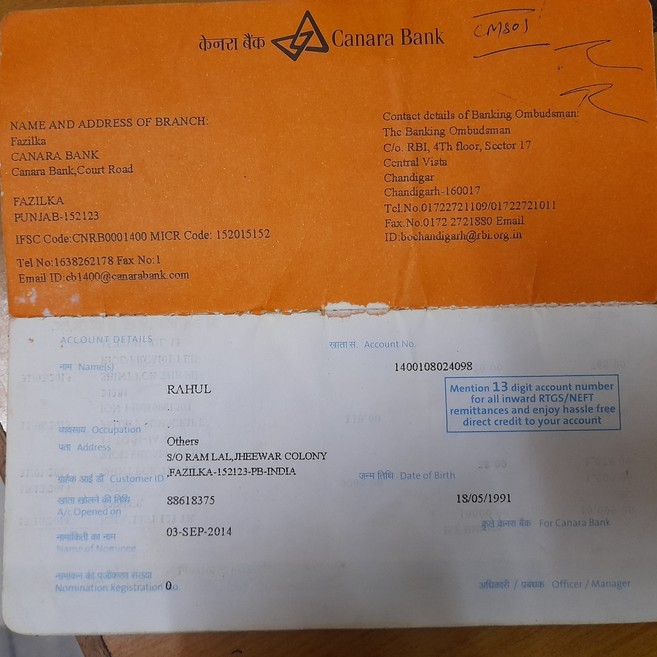 केनरा बैंक Canara Bank
CM801
NAME AND ADDRESS OF BRANCH:
Fazilka
CANARA BANK
Canara Bank,Court Road
FAZILKA
PUNJAB-152123
IFSC Code:CNRB0001400 MICR Code: 152015152
Tel No:1638262178 Fax No:1
Email ID:cb1400@canarabank.com
Contact details of Banking Ombudsman:
The Banking Ombudsman
C/o. RBI, 4Th floor, Sector 17
Central Vista
Chandigar
Chandigarh-160017
Tel.No.01722721109/01722721011
Fax.No.0172 2721880 Email
ID:bochandigarh@rbi.org.in
ACCOUNT DETAILS
खाता सं. Account No.
नाम Name(s)
1400108024098
RAHUL
Mention 13 digit account number
for all inward RTGS/NEFT
remittances and enjoy hassle free
direct credit to your account
व्यवसाय Occupation
Others
पता Address
S/O RAM LAL,JHEEWAR COLONY
,FAZILKA-152123-PB-INDIA
ग्राहक आई डी Customer ID
जन्म तिथि Date of Birth
88618375
18/05/1991
खाता खोलने की तिथि
A/c Opened on
03-SEP-2014
कृते केनरा बैंक For Canara Bank
नामांकिती का नाम
Name of Nominee
नामांकन की पंजीकरण संख्या
Nomination Registration No.
0
अधिकारी / प्रबंधक Officer / Manager